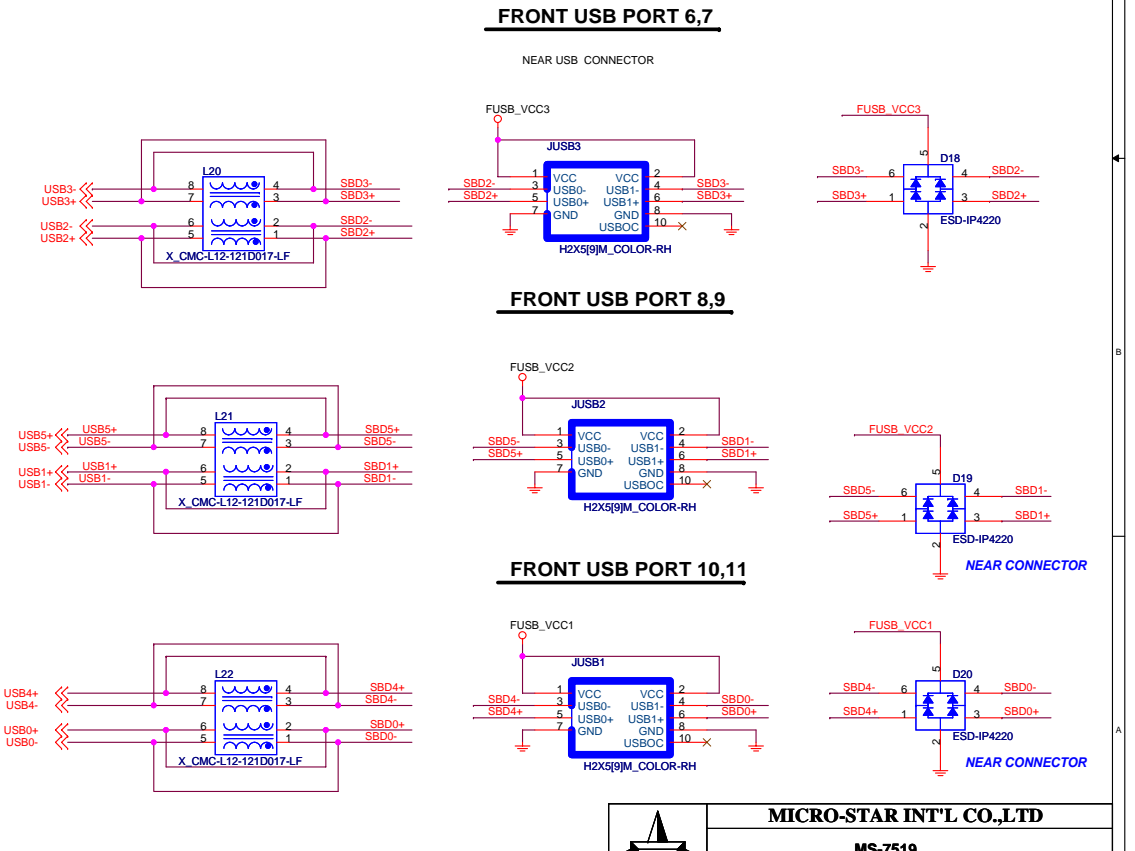 FRONT USB PORT 6,7
NEAR USB CONNECTOR
L20
USB3-
USB3+
USB2-
USB2+
8
7
6
5
4
3
2
1
SBD3-
SBD3+
SBD2-
SBD2+
X_CMC-L12-121D017-LF
FUSB_VCC3
JUSB3
SBD2-
SBD2+
1
3
5
7
VCC
USB0-
USB0+
GND
VCC
USB1-
USB1+
GND
USBOC
2
4
6
8
10
SBD3-
SBD3+
H2X5[9]M_COLOR-RH
FUSB_VCC3
5
D18
SBD3-
SBD3+
6
1
4
3
SBD2-
SBD2+
ESD-IP4220
2
FRONT USB PORT 8,9
L21
USB5+
USB5-
USB1+
USB1-
USB5+
USB5-
USB1+
USB1-
8
7
6
5
4
3
2
1
SBD5+
SBD5-
SBD1+
SBD1-
X_CMC-L12-121D017-LF
FUSB_VCC2
JUSB2
SBD5-
SBD5+
1
3
5
7
VCC
USB0-
USB0+
GND
VCC
USB1-
USB1+
GND
USBOC
2
4
6
8
10
SBD1-
SBD1+
H2X5[9]M_COLOR-RH
FUSB_VCC2
5
D19
SBD5-
SBD5+
6
1
4
3
SBD1-
SBD1+
ESD-IP4220
2
NEAR CONNECTOR
B
FRONT USB PORT 10,11
L22
USB4+
USB4-
USB0+
USB0-
8
7
6
5
4
3
2
1
SBD4+
SBD4-
SBD0+
SBD0-
X_CMC-L12-121D017-LF
FUSB_VCC1
JUSB1
SBD4-
SBD4+
1
3
5
7
VCC
USB0-
USB0+
GND
VCC
USB1-
USB1+
GND
USBOC
2
4
6
8
10
SBD0-
SBD0+
H2X5[9]M_COLOR-RH
FUSB_VCC1
5
D20
SBD4-
SBD4+
6
1
4
3
SBD0-
SBD0+
ESD-IP4220
2
NEAR CONNECTOR
A
MICRO-STAR INT'L CO.,LTD
MS-7519